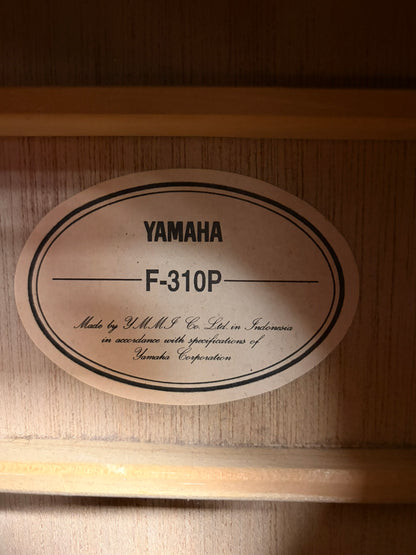 YAMAHA
F-310P
Made by YMMI Co. Ltd. in Indonesia
in accordance with specifications of
Yamaha Corporation